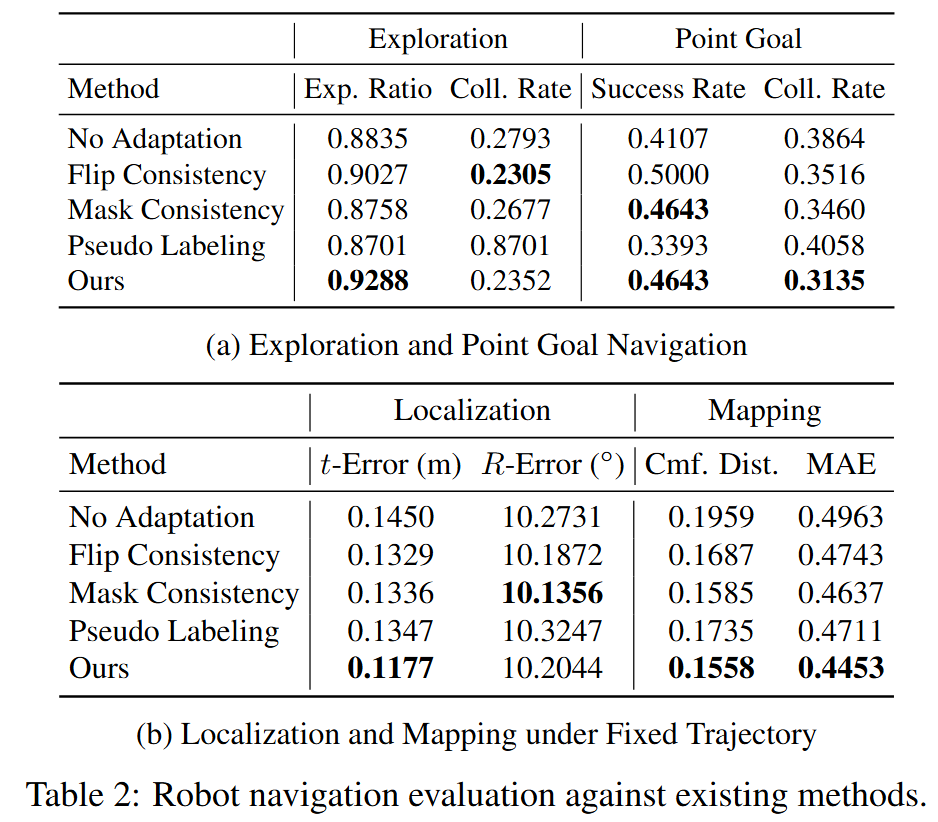 Exploration Point Goal
Method Exp. Ratio Coll. Rate Success Rate Coll. Rate
No Adaptation 0.8835 0.2793 0.4107 0.3864
Flip Consistency 0.9027 0.2305 0.5000 0.3516
Mask Consistency 0.8758 0.2677 0.4643 0.3460
Pseudo Labeling 0.8701 0.8701 0.3393 0.4058
Ours 0.9288 0.2352 0.4643 0.3135
(a) Exploration and Point Goal Navigation
Localization Mapping
Method t-Error (m) R-Error (°) Cmf. Dist. MAE
No Adaptation 0.1450 10.2731 0.1959 0.4963
Flip Consistency 0.1329 10.1872 0.1687 0.4743
Mask Consistency 0.1336 10.1356 0.1585 0.4637
Pseudo Labeling 0.1347 10.3247 0.1735 0.4711
Ours 0.1177 10.2044 0.1558 0.4453
(b) Localization and Mapping under Fixed Trajectory
Table 2: Robot navigation evaluation against existing methods.